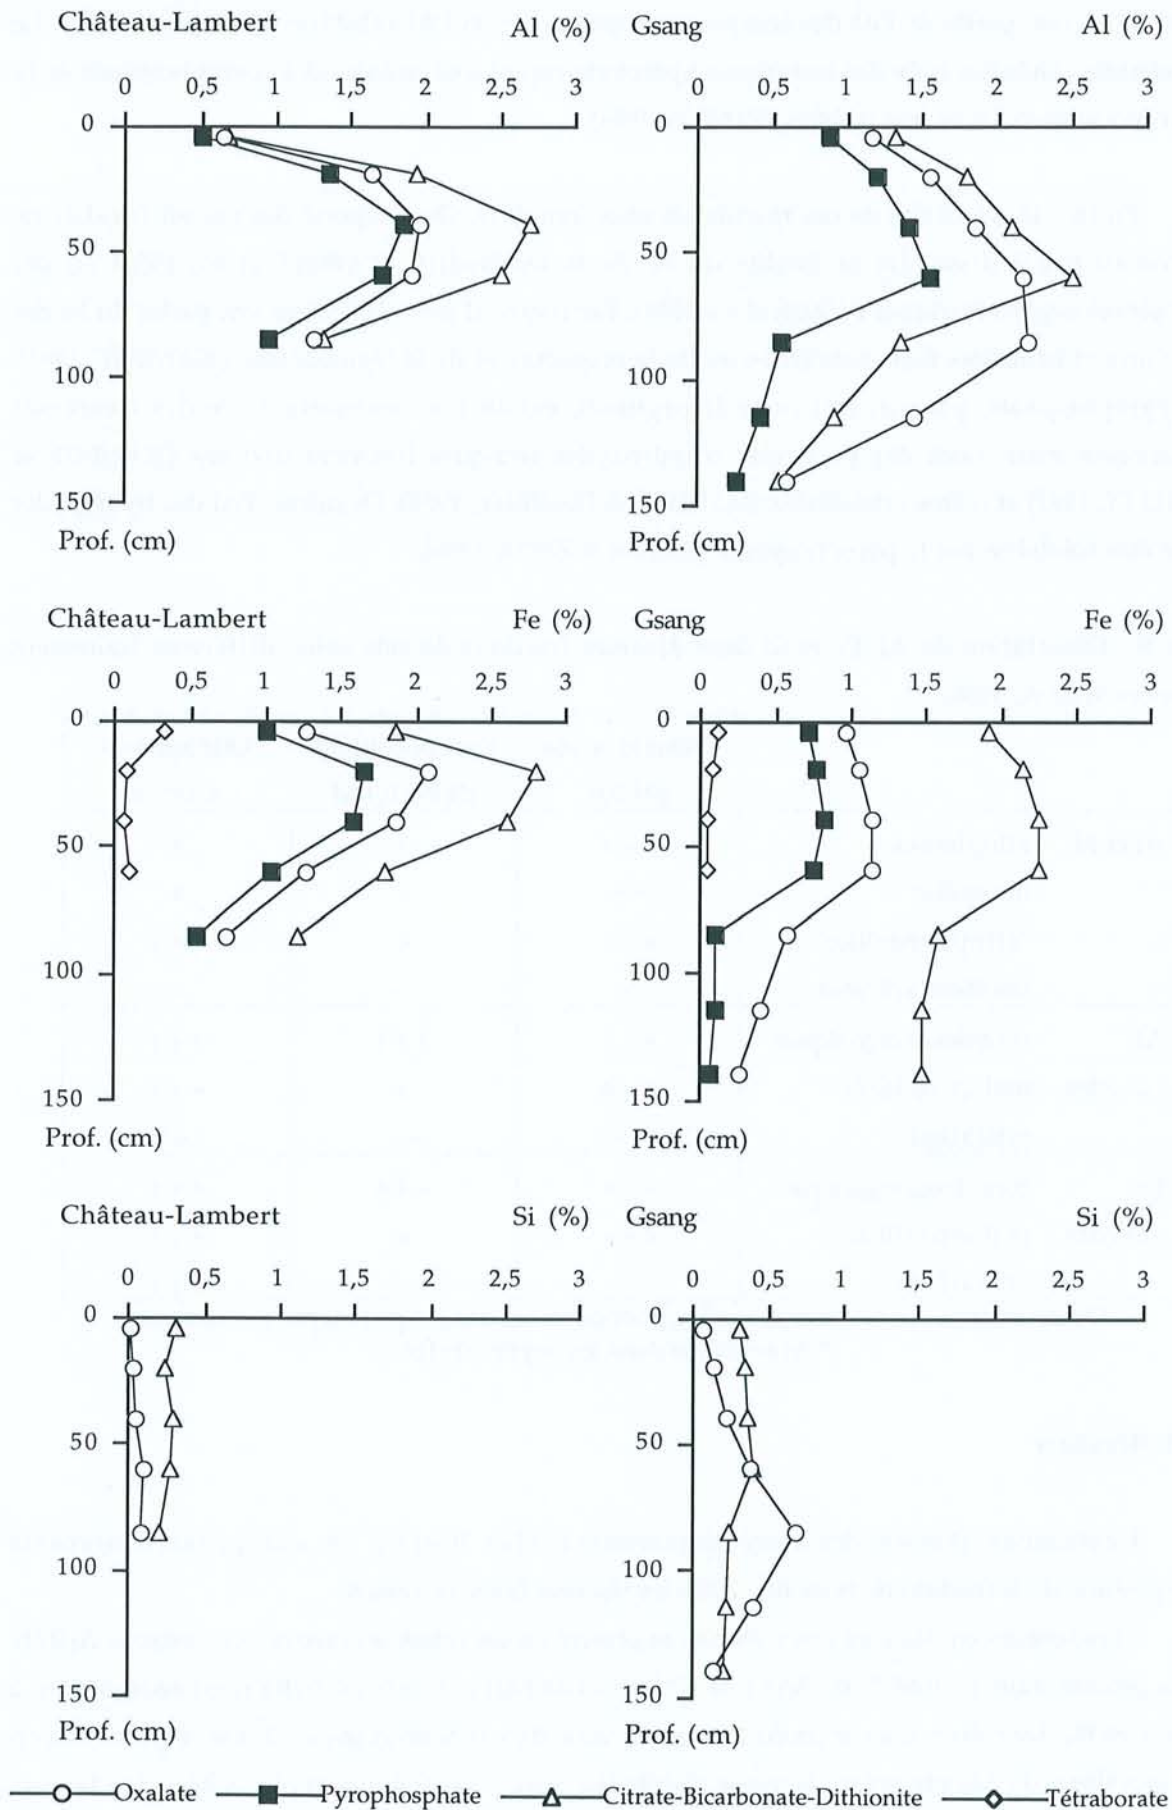 Château-Lambert Al (%) Gsang Al (%)
0 0,5 1 1,5 2 2,5 3 0 0,5 1 1,5 2 2,5 3
0 0
50 50
100 100
150 150
Prof. (cm) Prof. (cm)
Château-Lambert Fe (%) Gsang Fe (%)
0 0,5 1 1,5 2 2,5 3 0 0,5 1 1,5 2 2,5 3
0 0
50 50
100 100
150 150
Prof. (cm) Prof. (cm)
Château-Lambert Si (%) Gsang Si (%)
0 0,5 1 1,5 2 2,5 3 0 0,5 1 1,5 2 2,5 3
0 0
50 50
100 100
150 150
Prof. (cm) Prof. (cm)
Oxalate Pyrophosphate Citrate-Bicarbonate-Dithionite Tétraborate